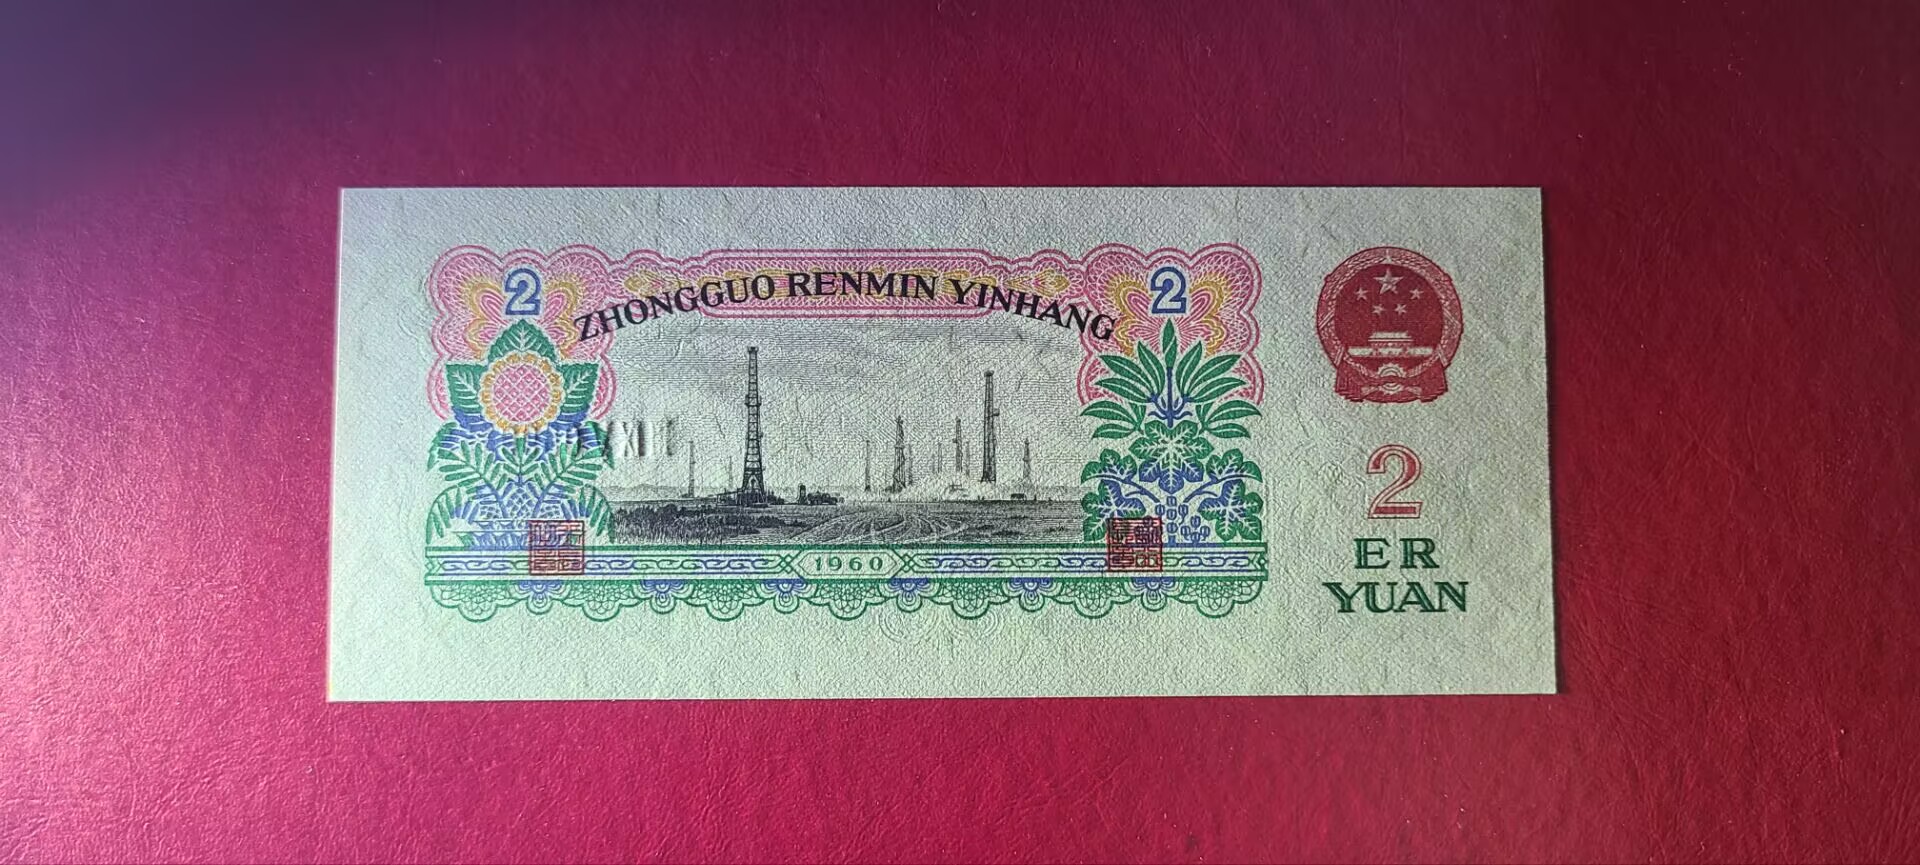 2 ZHONGGUO RENMIN YINHANG 2
1960
2
ER
YUAN